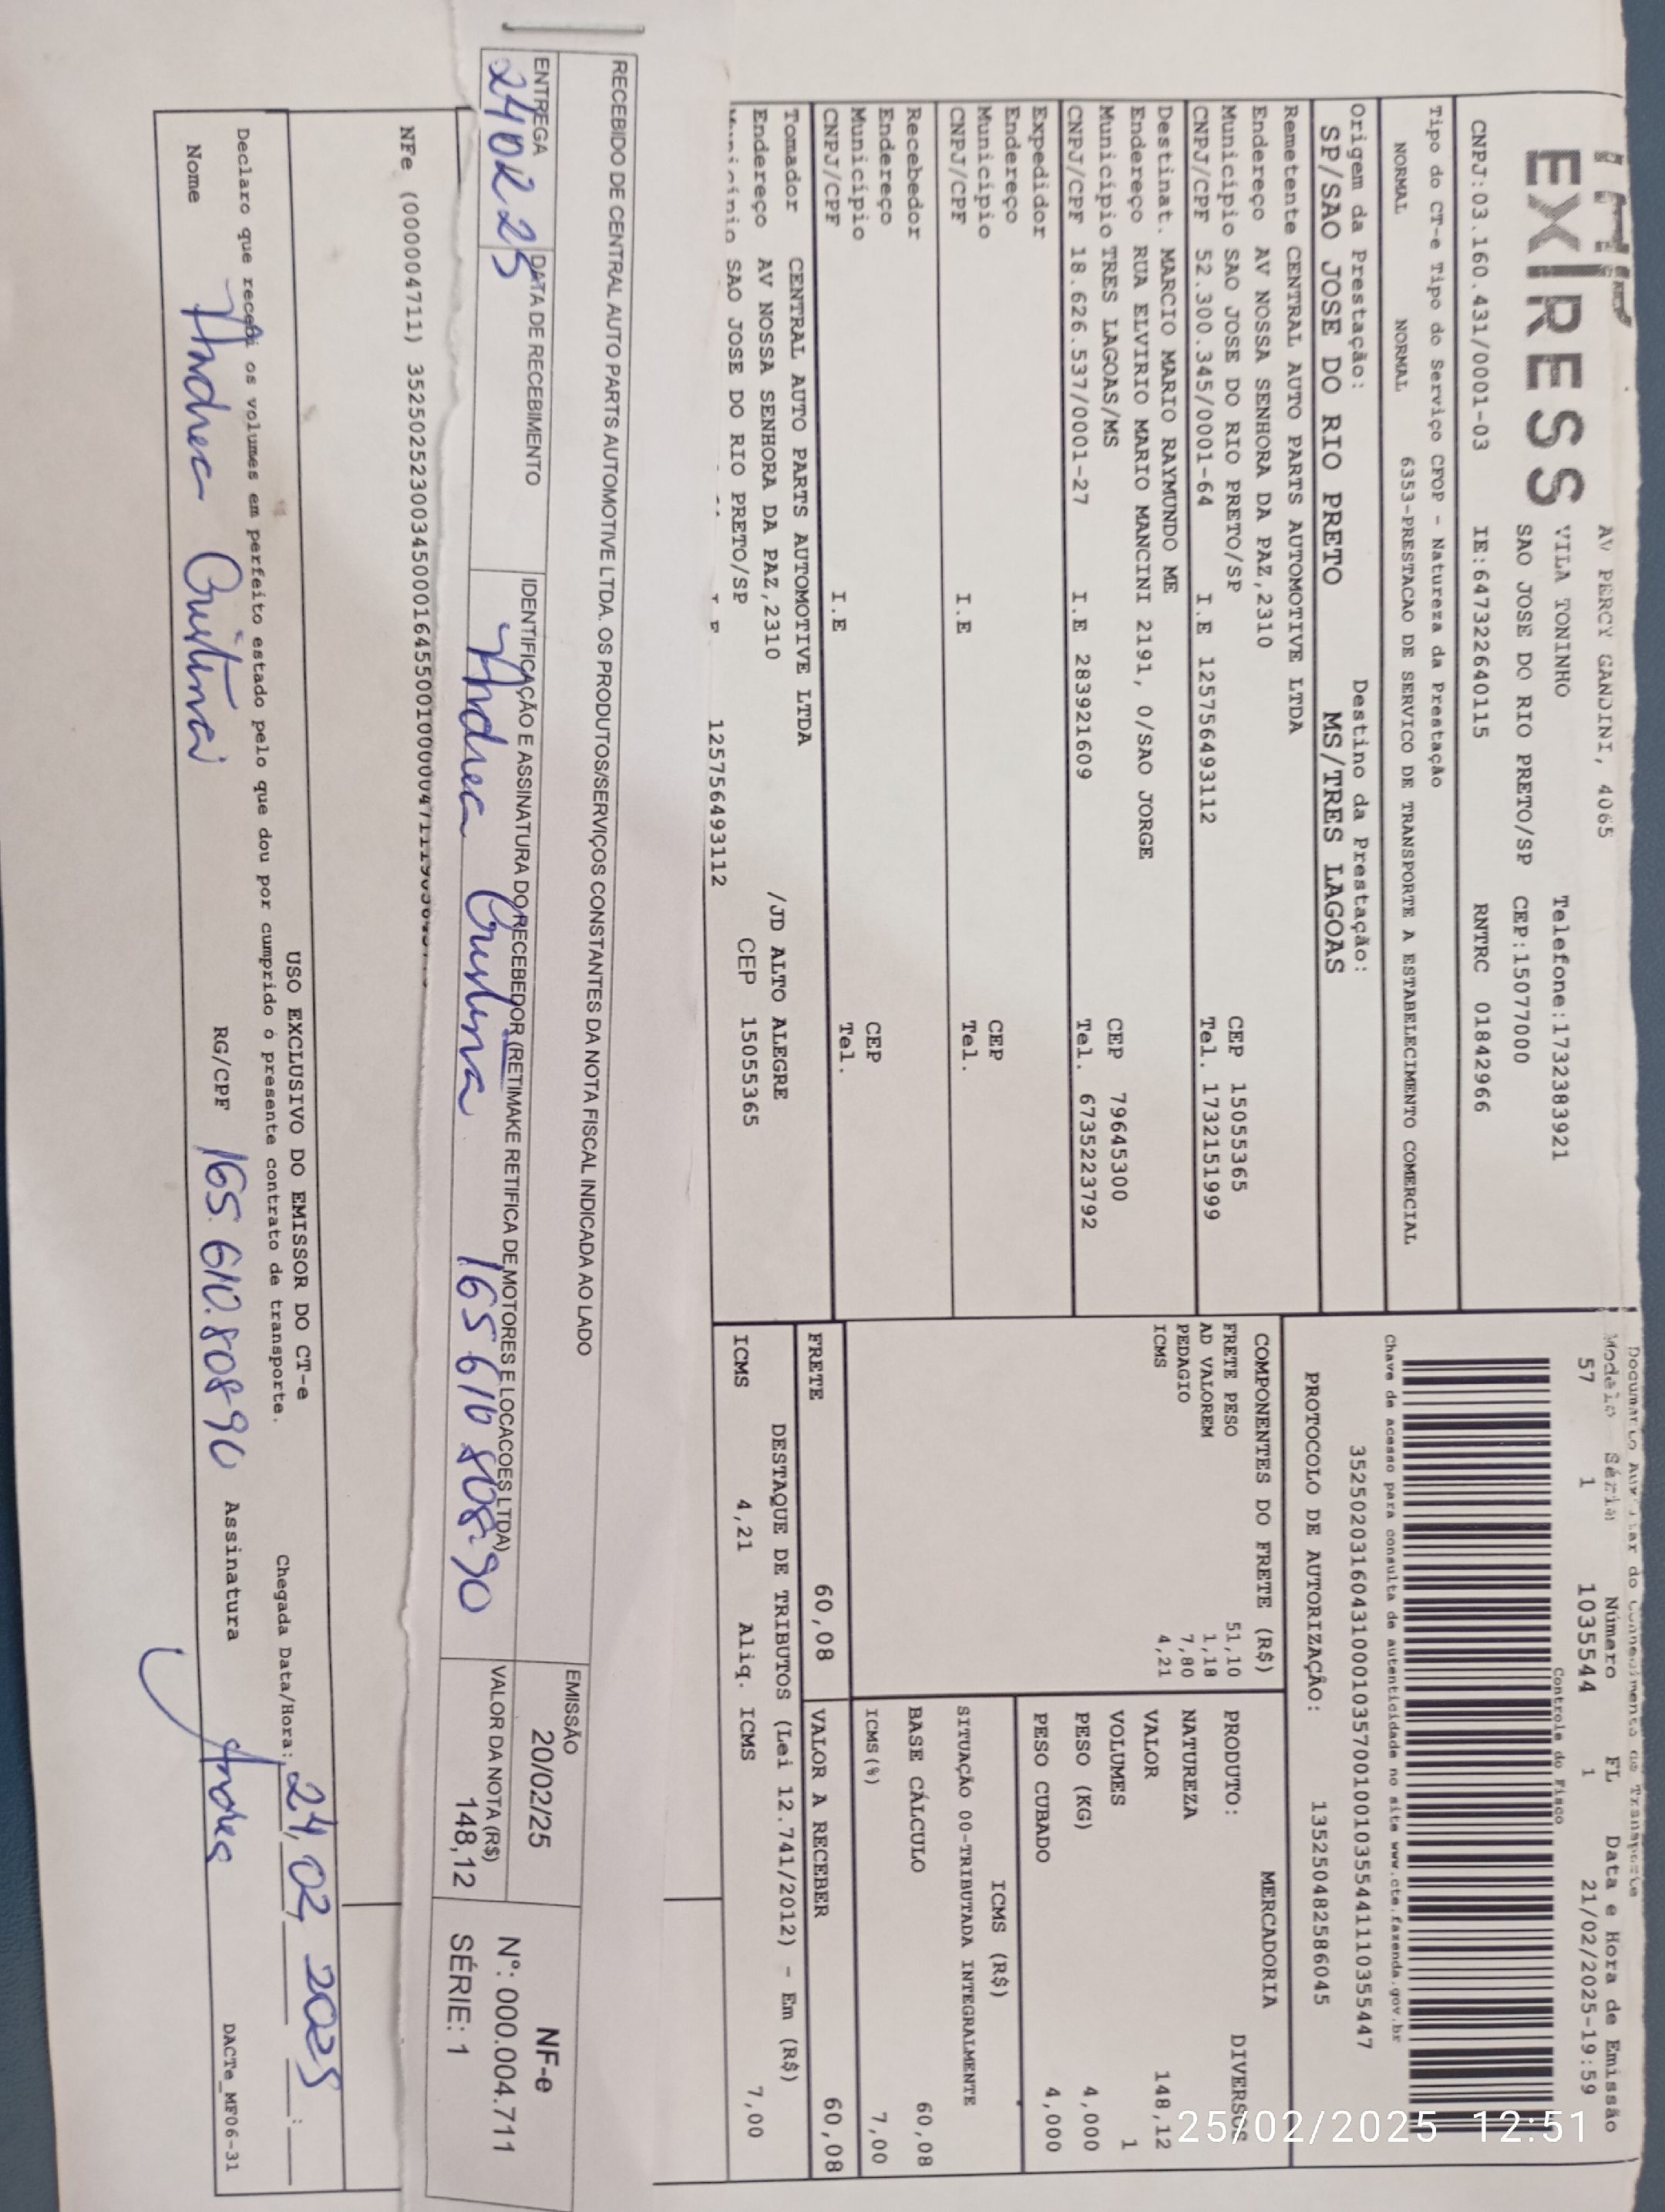 EXPRESS
AV PERCY GANDINI, 4065
VILA TONINHO Telefone:1732383921
SAO JOSE DO RIO PRETO/SP CEP:15077000
CNPJ:03.160.431/0001-03 IE:647322640115 RNTRC 01842966
Documento Auxiliar do Conhecimento de Transporte
Modelo Série Número FL Data e Hora de Emissão
57 1 103554 1 21/02/2025-19:59
Controle do Fisco
Chave de acesso para consulta de autenticidade no site www.cte.fazenda.gov.br
35250203160431000103570010010355441110355447
PROTOCOLO DE AUTORIZAÇÃO: 135250482586045
Tipo do CT-e Tipo do Serviço CFOP - Natureza da Prestação
NORMAL NORMAL 6353-PRESTACAO DE SERVICO DE TRANSPORTE A ESTABELECIMENTO COMERCIAL
Origem da Prestação: Destino da Prestação:
SP/SAO JOSE DO RIO PRETO MS/TRES LAGOAS
Remetente CENTRAL AUTO PARTS AUTOMOTIVE LTDA
Endereço AV NOSSA SENHORA DA PAZ,2310
Município SAO JOSE DO RIO PRETO/SP CEP 15055365
CNPJ/CPF 52.300.345/0001-64 I.E 125756493112 Tel. 1732151999
Destinat. MARCIO MARIO RAYMUNDO ME
Endereço RUA ELVIRIO MARIO MANCINI 2191, 0/SAO JORGE
Município TRES LAGOAS/MS CEP 79645300
CNPJ/CPF 18.626.537/0001-27 I.E 283921609 Tel. 6735223792
Expedidor
Endereço
Município CEP
CNPJ/CPF I.E Tel.
Recebedor
Endereço
Município CEP
CNPJ/CPF I.E Tel.
Tomador CENTRAL AUTO PARTS AUTOMOTIVE LTDA
Endereço AV NOSSA SENHORA DA PAZ,2310 /JD ALTO ALEGRE
Município SAO JOSE DO RIO PRETO/SP CEP 15055365
125756493112
COMPONENTES DO FRETE (R$)
FRETE PESO 51,10
AD VALOREM 1,18
PEDAGIO 7,80
ICMS 4,21
MERCADORIA
PRODUTO: DIVERSOS
NATUREZA
VALOR 148,12
VOLUMES 1
PESO (KG) 4,000
PESO CUBADO 4,000
ICMS (R$)
SITUAÇÃO 00-TRIBUTADA INTEGRALMENTE
BASE CÁLCULO 60,08
ICMS(%) 7,00
FRETE 60,08 VALOR A RECEBER 60,08
DESTAQUE DE TRIBUTOS (Lei 12.741/2012) - Em (R$)
ICMS 4,21 Aliq. ICMS 7,00
RECEBIDO DE CENTRAL AUTO PARTS AUTOMOTIVE LTDA. OS PRODUTOS/SERVIÇOS CONSTANTES DA NOTA FISCAL INDICADA AO LADO
EMISSÃO
20/02/25
VALOR DA NOTA (R$)
148,12
NF-e
Nº: 000.004.711
SÉRIE: 1
ENTREGA DATA DE RECEBIMENTO IDENTIFICAÇÃO E ASSINATURA DO RECEBEDOR (RETIMAKE RETIFICA DE MOTORES E LOCACOES LTDA)
240225 Andrea Cristina 165 610 808-90
NFe (000004711) 3525025230034500016455001000004711
USO EXCLUSIVO DO EMISSOR DO CT-e
Declaro que recebi os volumes em perfeito estado pelo que dou por cumprido o presente contrato de transporte.
Chegada Data/Hora: 24, 02, 2025 :
Nome Andrea Cristina RG/CPF 165.610.808-90 Assinatura Andrea
DACTe_MF06-31
25/02/2025 12:51